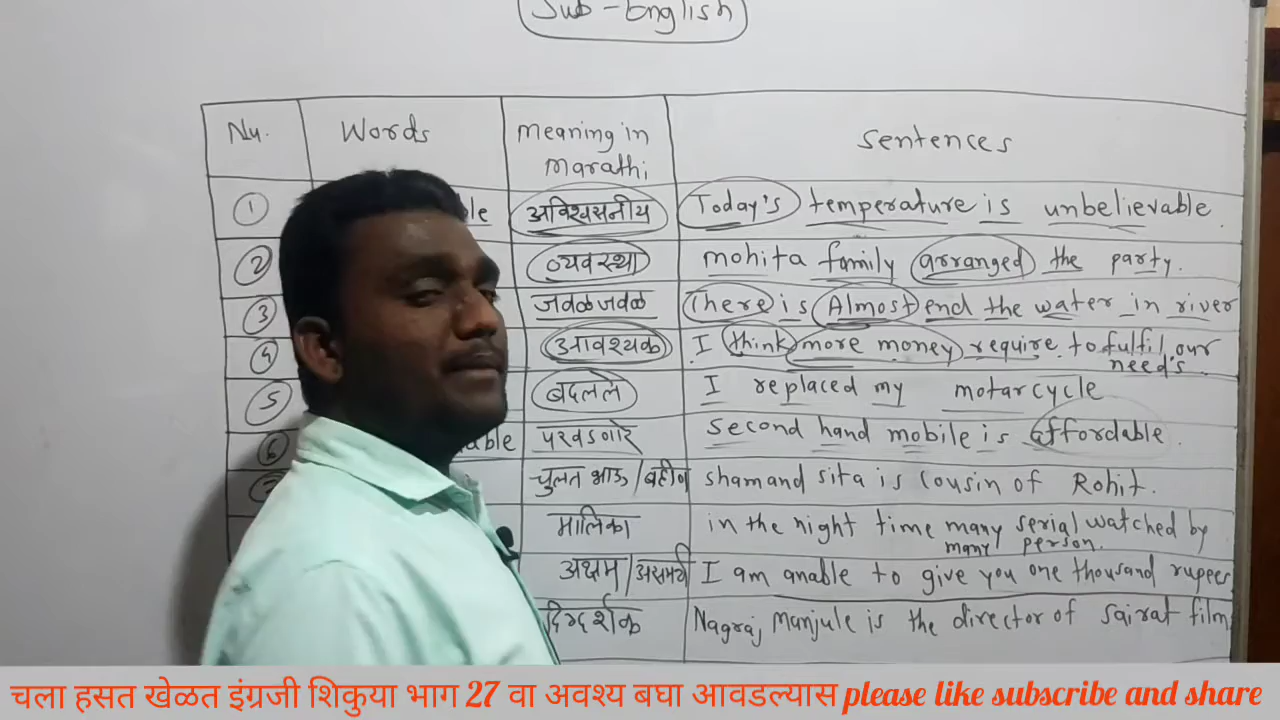 Sub-English
Nu. Words Meaning in Marathi Sentences
1 अविश्वसनीय Today's temperature is unbelievable.
2 व्यवस्था mohita family arranged the party.
3 जवळजवळ There is Almost end the water in river
4 आवश्यक I think more money require to fulfil our needs.
5 बदलले I replaced my motarcycle
6 able परवडणारे second hand mobile is affordable.
चुलत भाऊ/बहीण shamand sita is cousin of Rohit.
मालिका in the night time many serial watched by many person.
अक्षम/असमर्थ I am anable to give you one thousand rupees
दिग्दर्शक Nagraj Manjule is the director of sairat film
चला हसत खेळत इंग्रजी शिकुया भाग 27 वा अवश्य बघा आवडल्यास please like subscribe and share